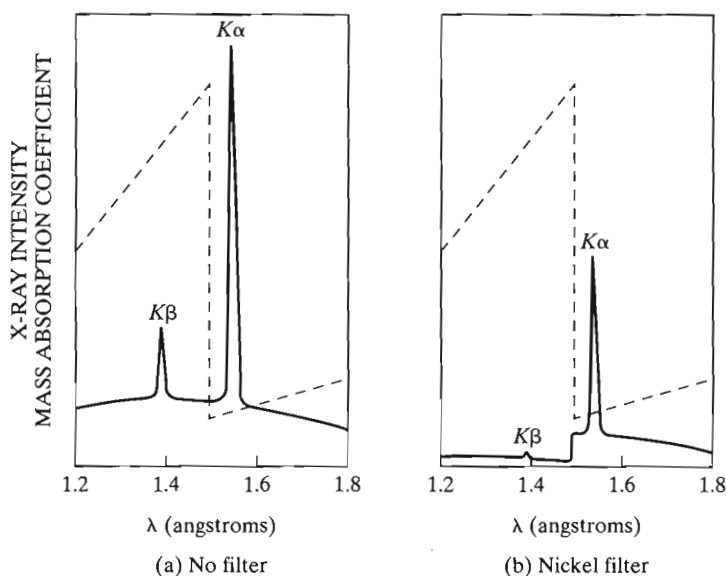 X-RAY INTENSITY
MASS ABSORPTION COEFFICIENT
Kα
Kβ
1.2 1.4 1.6 1.8
λ (angstroms)
(a) No filter
Kα
Kβ
1.2 1.4 1.6 1.8
λ (angstroms)
(b) Nickel filter